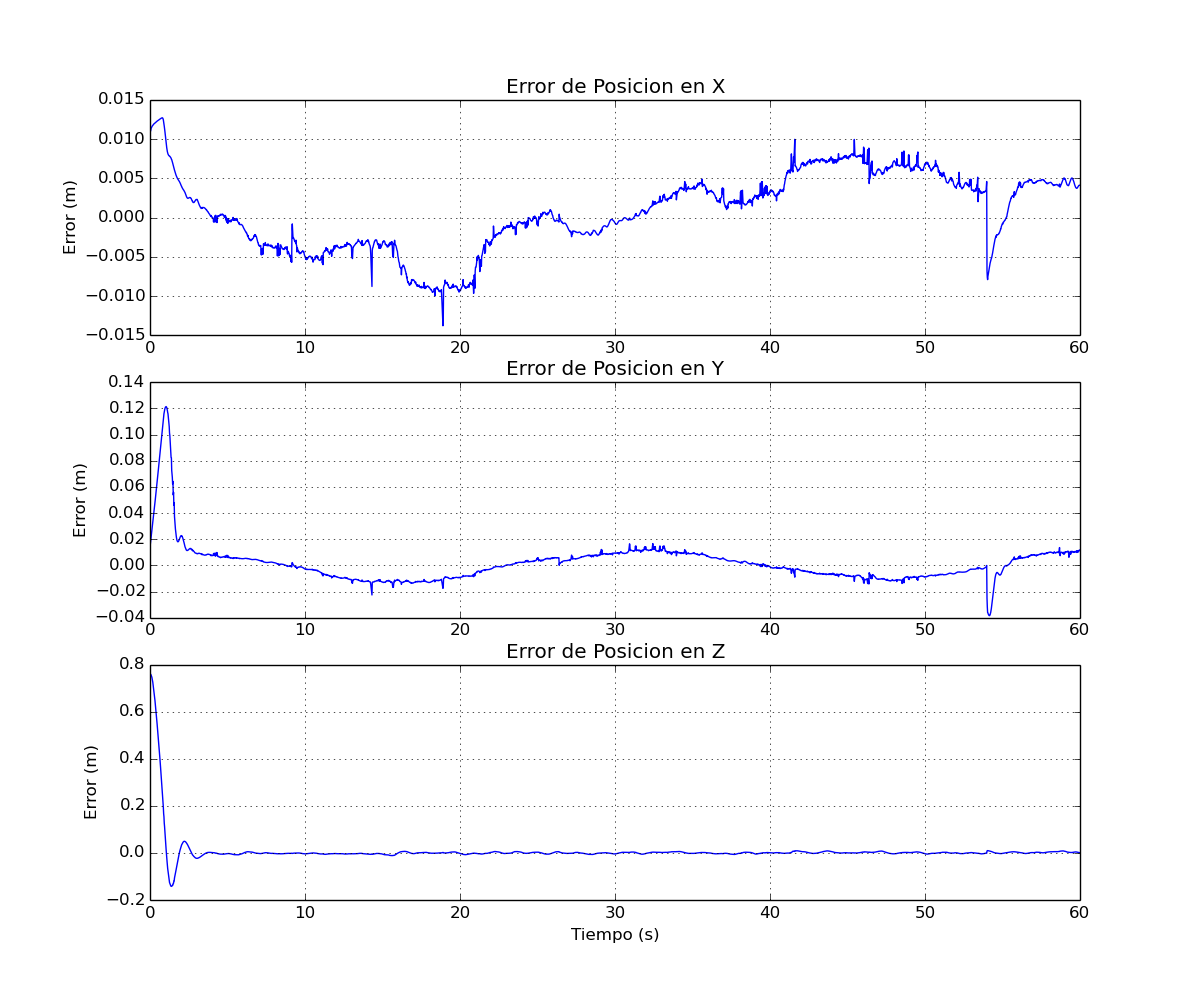 Error de Posicion en X
0.015
0.010
0.005
0.000
−0.005
−0.010
−0.015
Error (m)
0 10 20 30 40 50 60
Error de Posicion en Y
0.14
0.12
0.10
0.08
0.06
0.04
0.02
0.00
−0.02
−0.04
Error (m)
0 10 20 30 40 50 60
Error de Posicion en Z
0.8
0.6
0.4
0.2
0.0
−0.2
Error (m)
0 10 20 30 40 50 60
Tiempo (s)